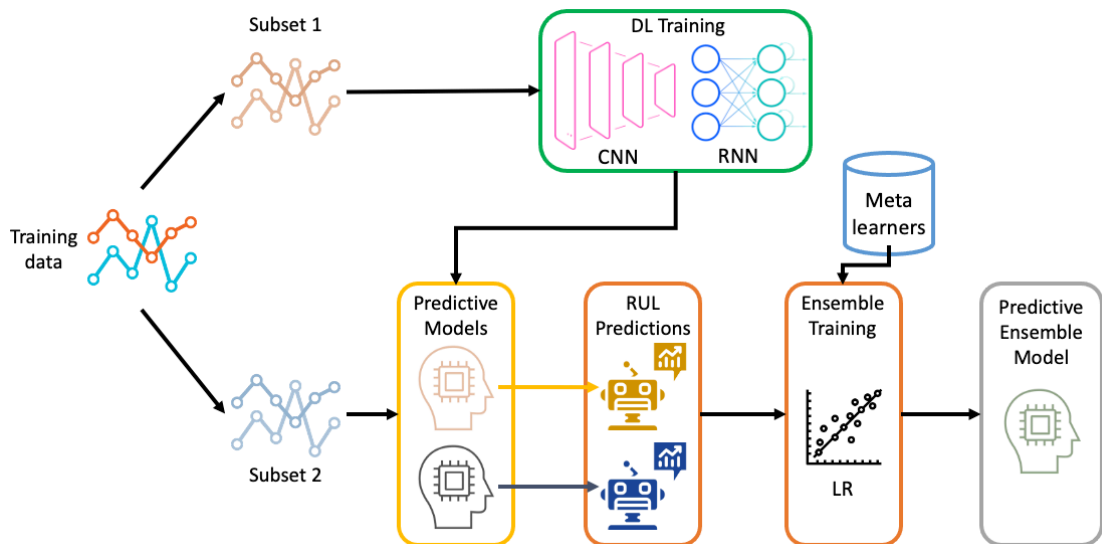 Subset 1
DL Training
CNN
RNN
Meta
learners
Training
data
Predictive
Models
RUL
Predictions
Ensemble
Training
LR
Predictive
Ensemble
Model
Subset 2